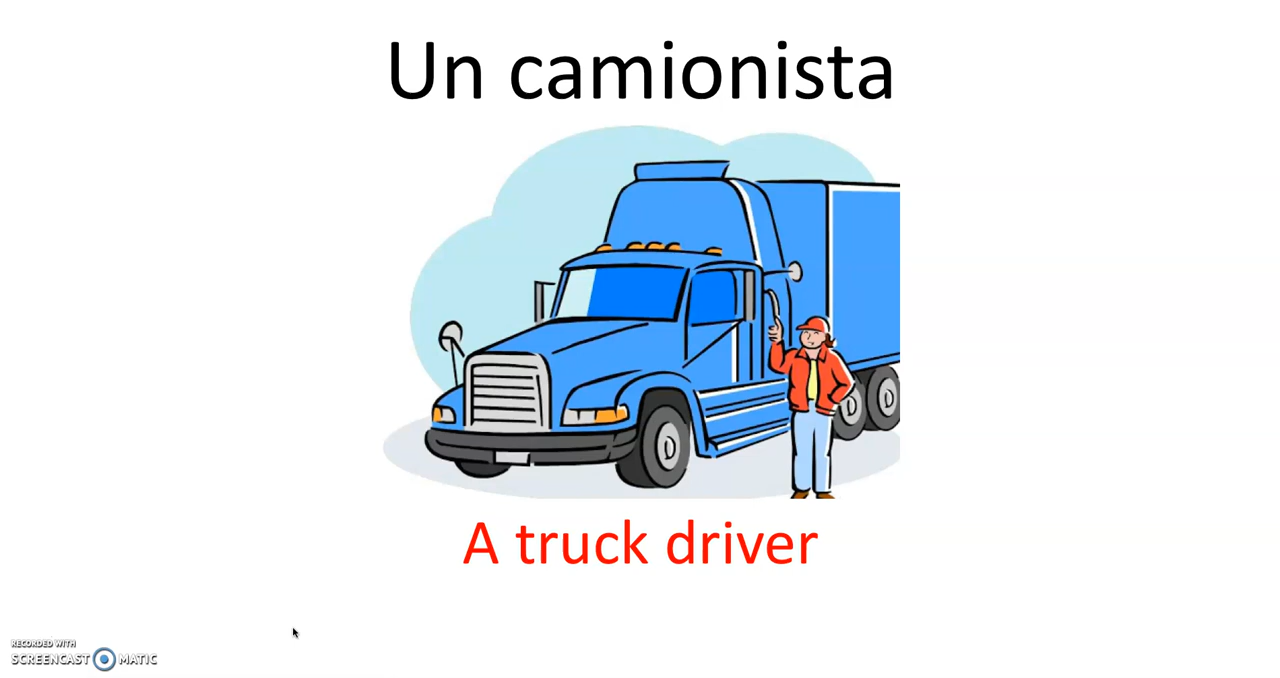 Un camionista
A truck driver
RECORDED WITH
SCREENCAST MATIC